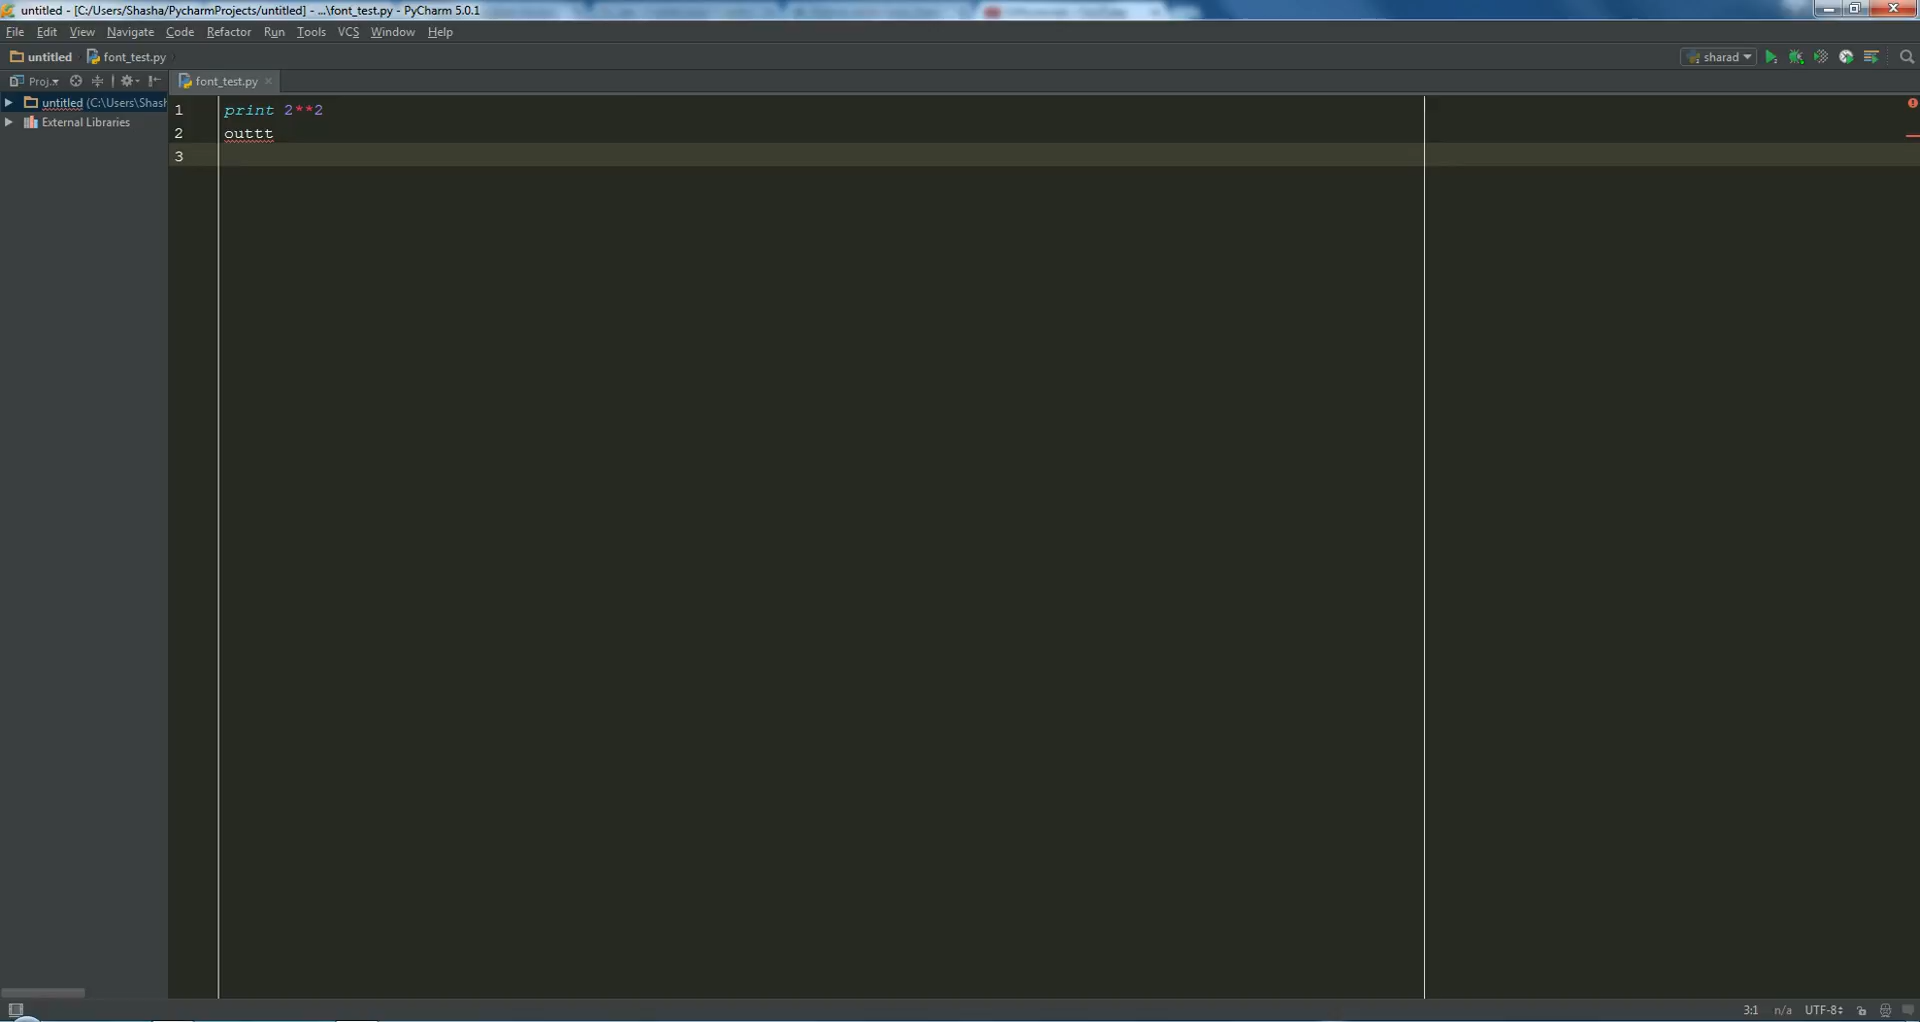 untitled - [C:/Users/Shasha/PycharmProjects/untitled] - ...\font_test.py - PyCharm 5.0.1
File Edit View Navigate Code Refactor Run Tools VCS Window Help
untitled font_test.py sharad
Proj. font_test.py
untitled (C:\Users\Shash
External Libraries
1 print 2**2
2 outtt
3
3:1 n/a UTF-8